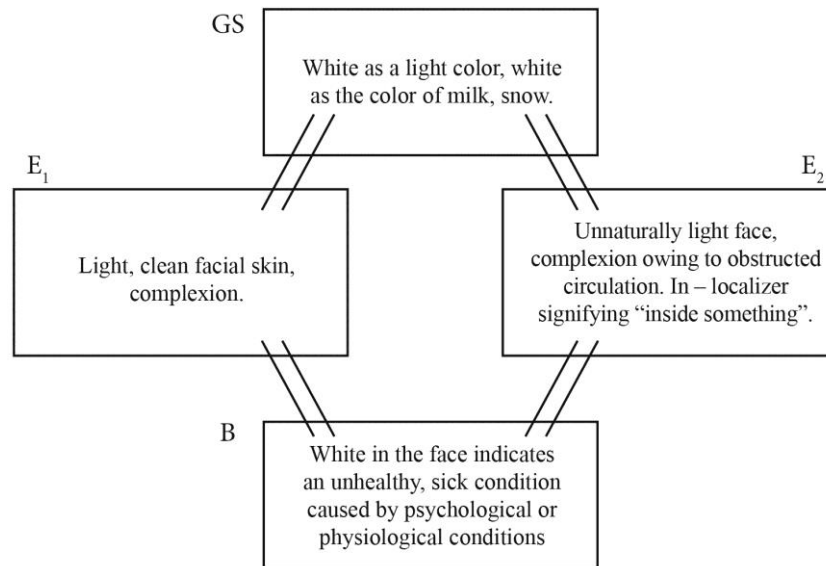 GS
White as a light color, white
as the color of milk, snow.
E₁
Light, clean facial skin,
complexion.
E₂
Unnaturally light face,
complexion owing to obstructed
circulation. In – localizer
signifying “inside something”.
B
White in the face indicates
an unhealthy, sick condition
caused by psychological or
physiological conditions